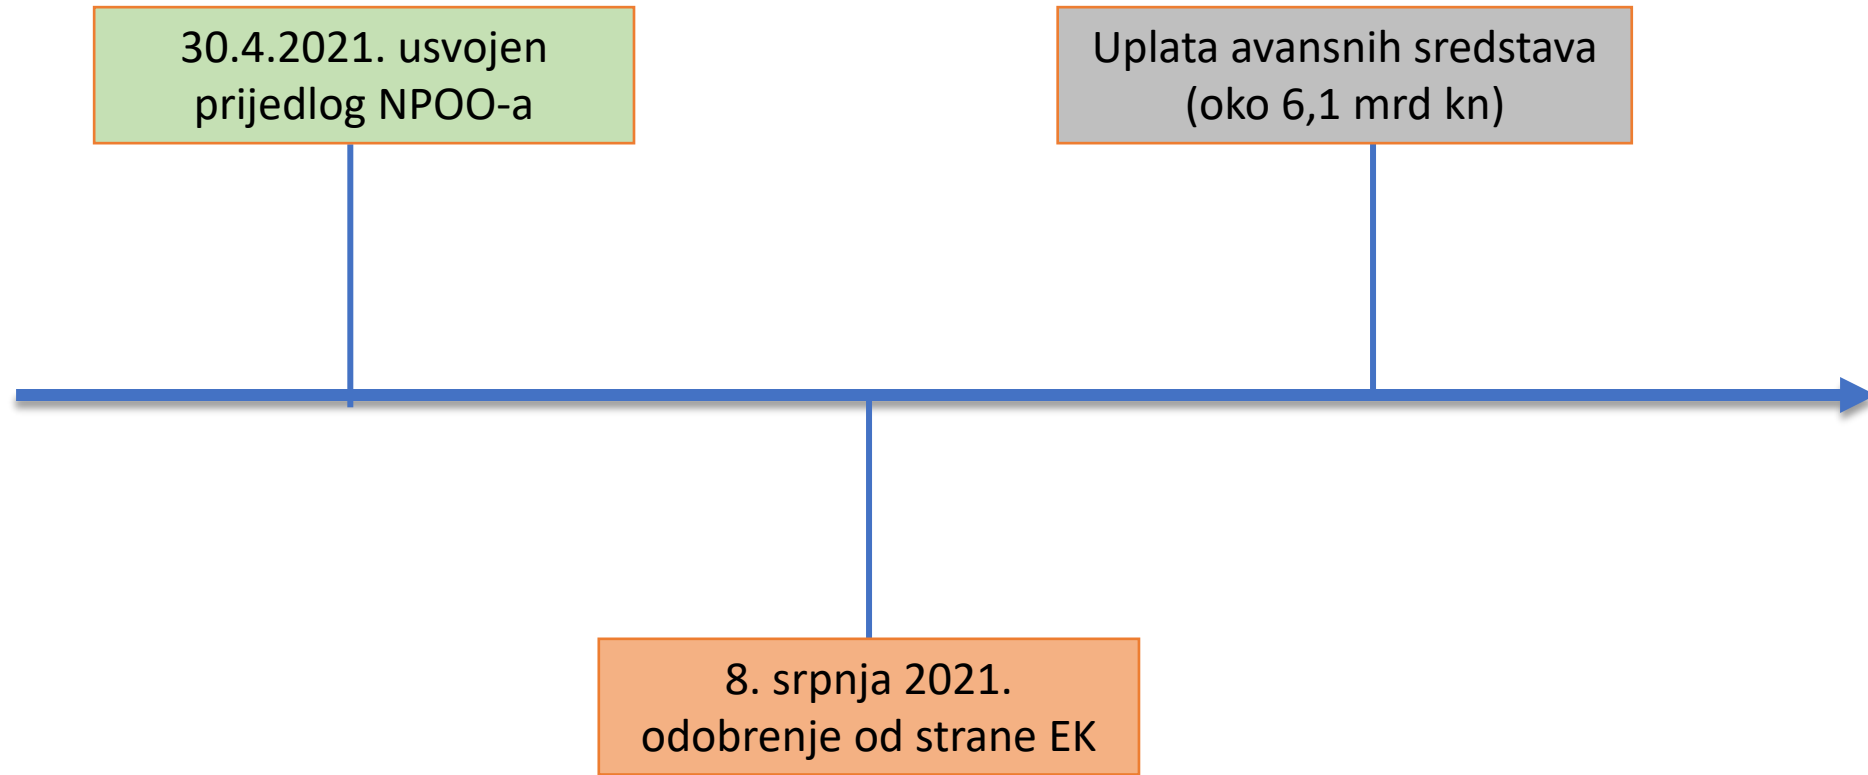 30.4.2021. usvojen
prijedlog NPOO-a
Uplata avansnih sredstava
(oko 6,1 mrd kn)
8. srpnja 2021.
odobrenje od strane EK